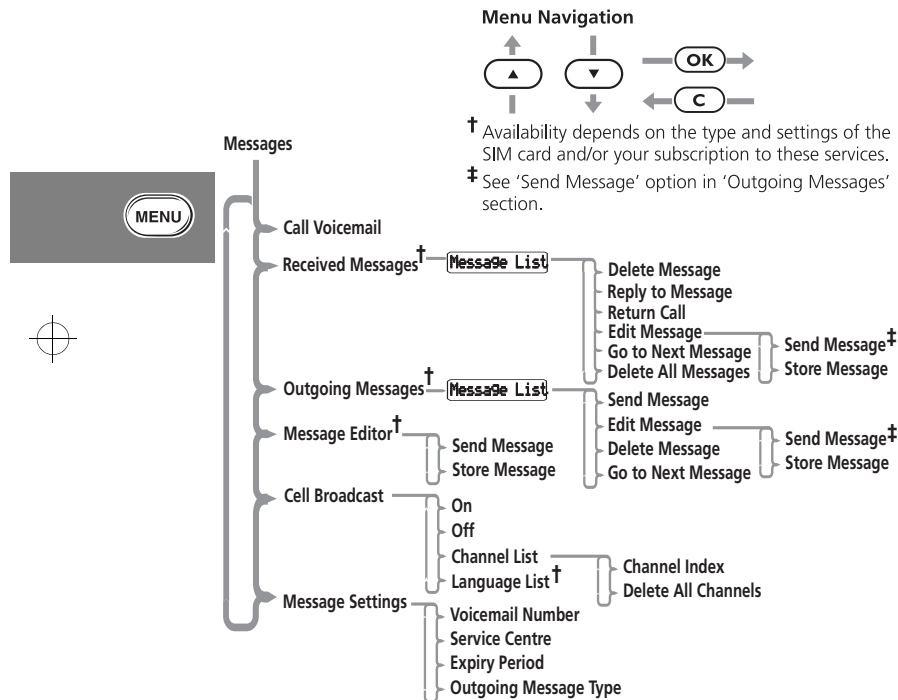 Menu Navigation
OK
C
† Availability depends on the type and settings of the
SIM card and/or your subscription to these services.
‡ See 'Send Message' option in 'Outgoing Messages'
section.
Messages
MENU
Call Voicemail
Received Messages†
Message List
Delete Message
Reply to Message
Return Call
Edit Message
Go to Next Message
Delete All Messages
Send Message‡
Store Message
Outgoing Messages†
Message List
Send Message
Edit Message
Delete Message
Go to Next Message
Send Message‡
Store Message
Message Editor†
Send Message
Store Message
Cell Broadcast
On
Off
Channel List
Language List†
Channel Index
Delete All Channels
Message Settings
Voicemail Number
Service Centre
Expiry Period
Outgoing Message Type